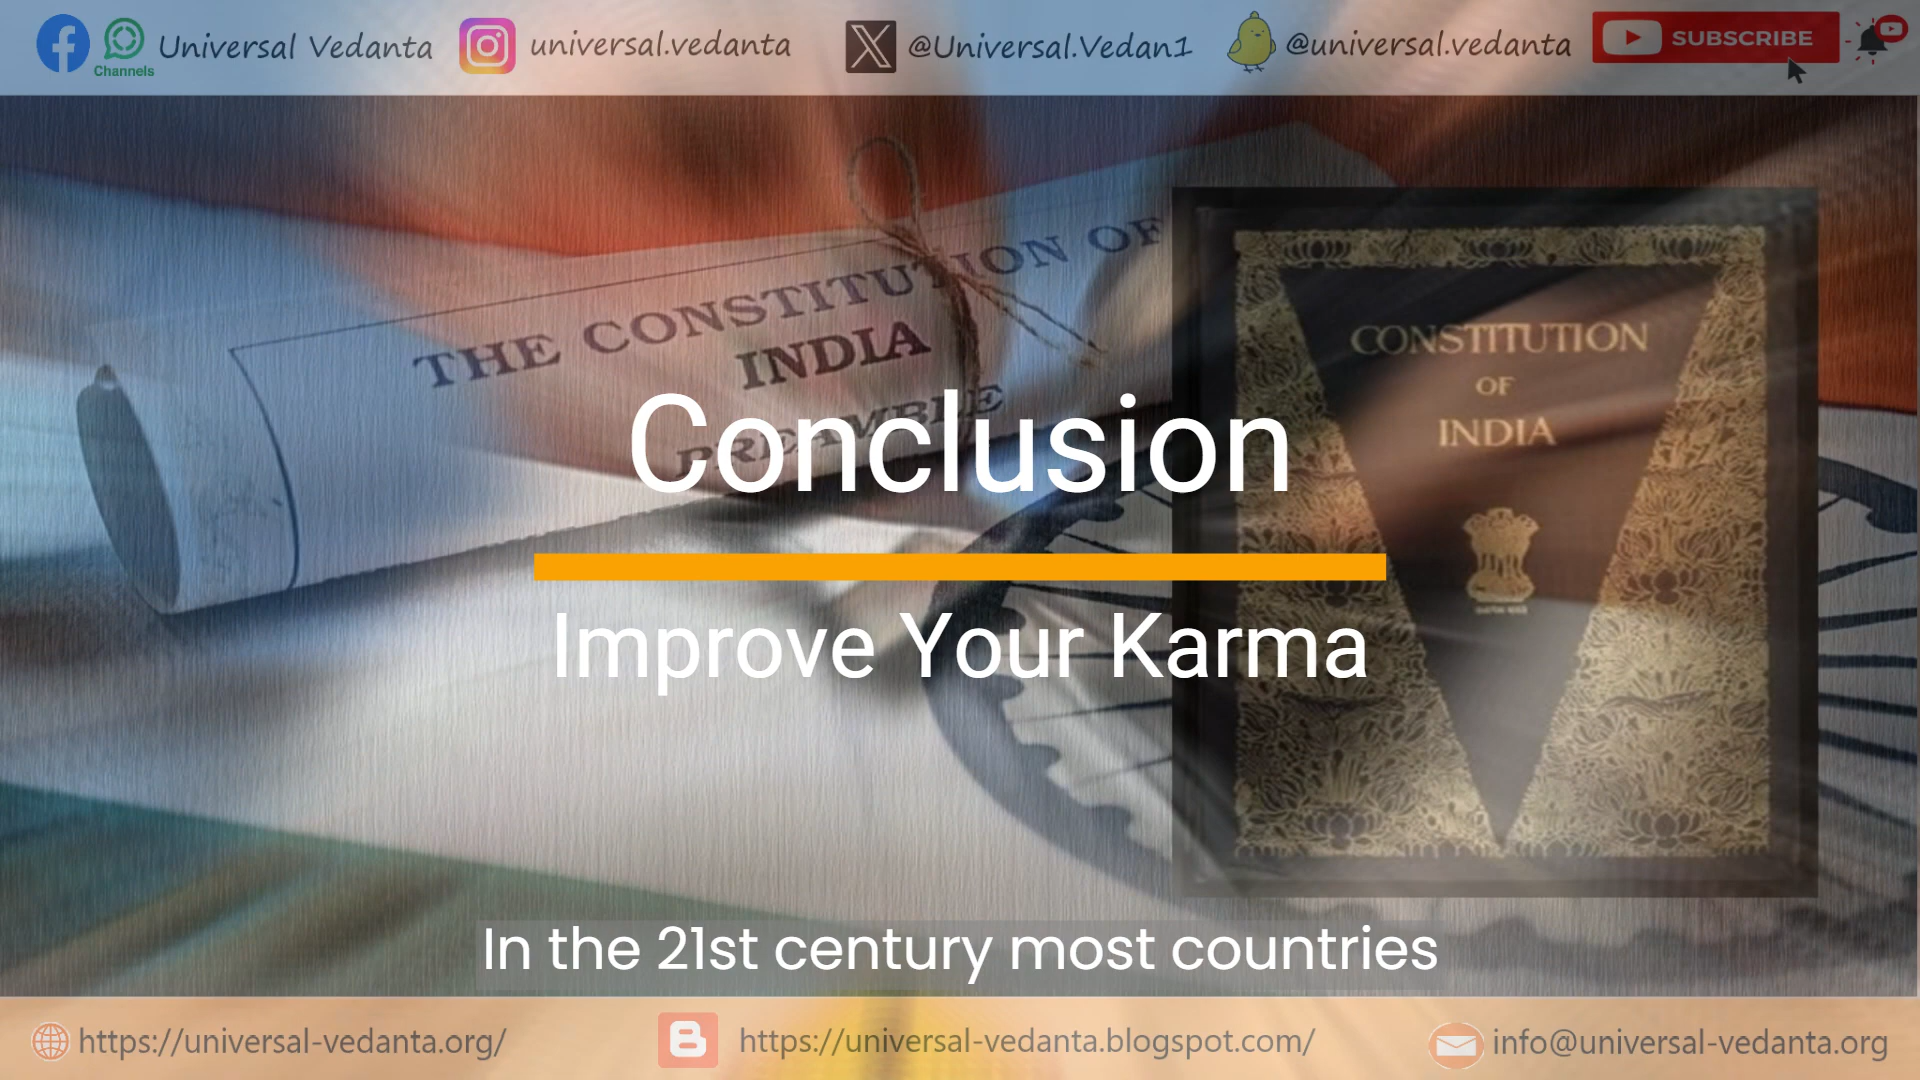 Channels
Universal Vedanta
universal.vedanta
@Universal.Vedan1
@universal.vedanta
SUBSCRIBE
THE CONSTITUTION OF
INDIA
PREAMBLE
CONSTITUTION
OF
INDIA
Conclusion
Improve Your Karma
In the 21st century most countries
https://universal-vedanta.org/
https://universal-vedanta.blogspot.com/
info@universal-vedanta.org